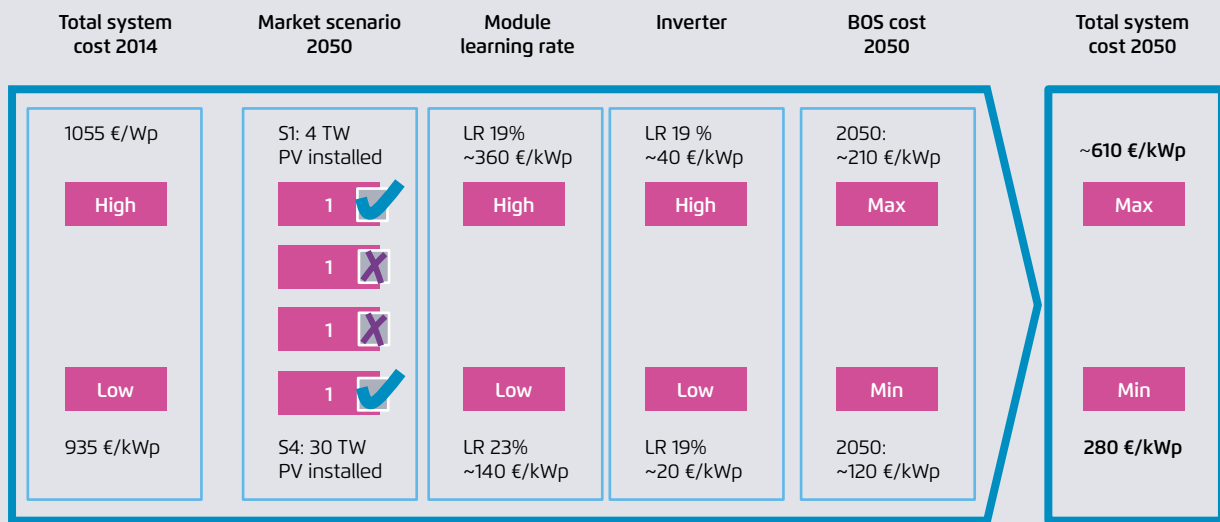 Total system
cost 2014
Market scenario
2050
Module
learning rate
Inverter
BOS cost
2050
Total system
cost 2050
1055 €/Wp
High
Low
935 €/kWp
S1: 4 TW
PV installed
1
1
1
1
S4: 30 TW
PV installed
LR 19%
~360 €/kWp
High
Low
LR 23%
~140 €/kWp
LR 19 %
~40 €/kWp
High
Low
LR 19%
~20 €/kWp
2050:
~210 €/kWp
Max
Min
2050:
~120 €/kWp
~610 €/kWp
Max
Min
280 €/kWp